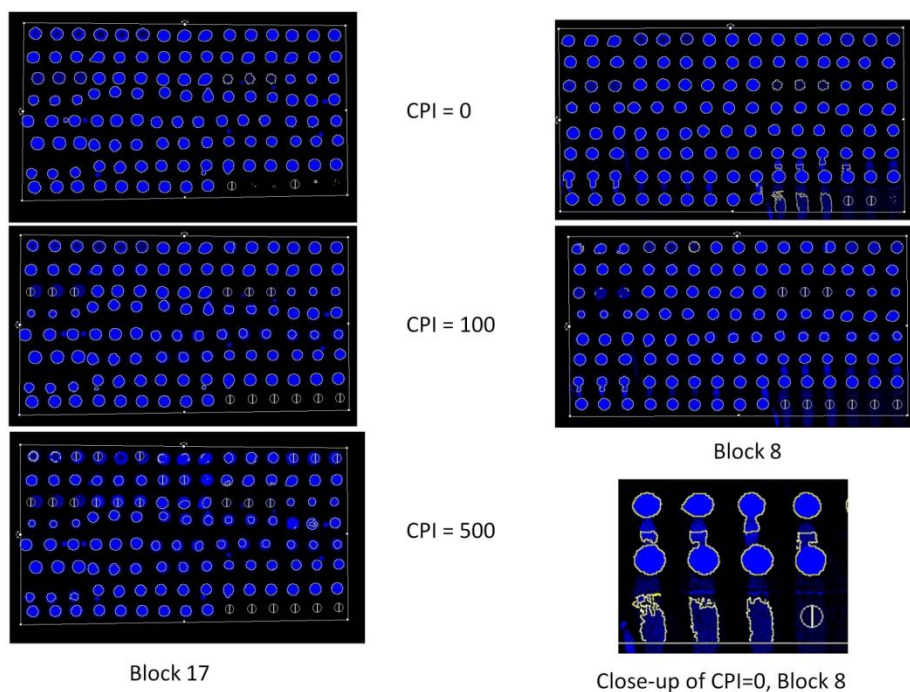 CPI = 0
CPI = 100
Block 8
CPI = 500
Block 17
Close-up of CPI=0, Block 8